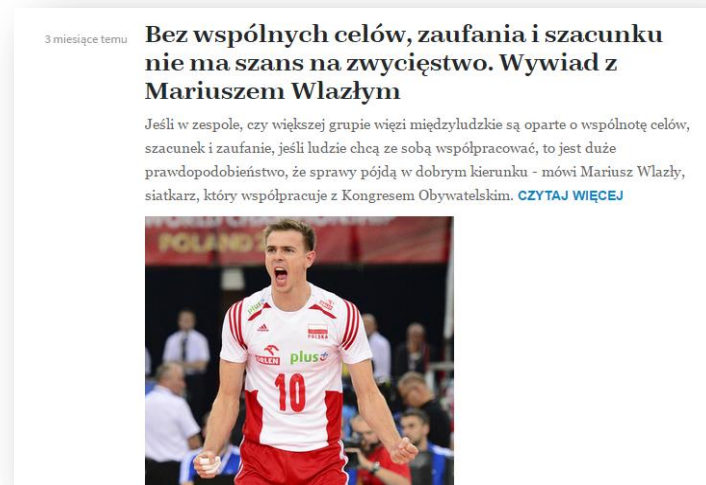 3 miesiące temu
Bez wspólnych celów, zaufania i szacunku
nie ma szans na zwycięstwo. Wywiad z
Mariuszem Wlazłym
Jeśli w zespole, czy większej grupie więzi międzyludzkie są oparte o wspólnotę celów,
szacunek i zaufanie, jeśli ludzie chcą ze sobą współpracować, to jest duże
prawdopodobieństwo, że sprawy pójdą w dobrym kierunku - mówi Mariusz Wlazły,
siatkarz, który współpracuje z Kongresem Obywatelskim. CZYTAJ WIĘCEJ
POLAND
plus
POLSKA
ORLEN
plus
10